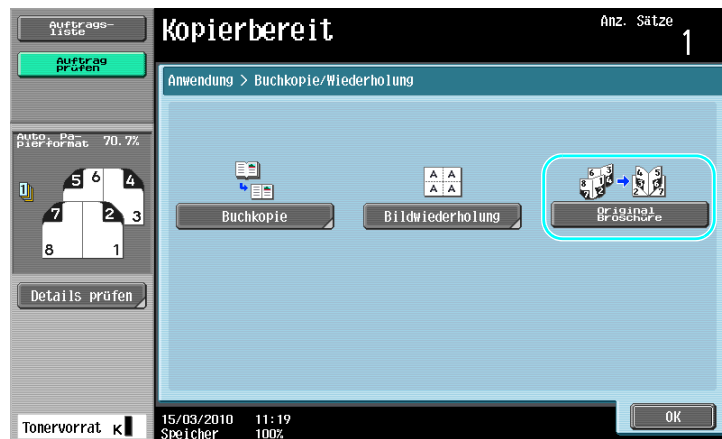 Auftrags-
liste
Auftrag
prüfen
Kopierbereit
Anz. Sätze
1
Anwendung > Buchkopie/Wiederholung
Auto. Pa-
pierformat 70.7%
1
5 6 4
7 2 3
8 1
Details prüfen
Buchkopie
A A
A A
Bildwiederholung
Original
Broschüre
Tonervorrat K
15/03/2010 11:19
Speicher 100%
OK